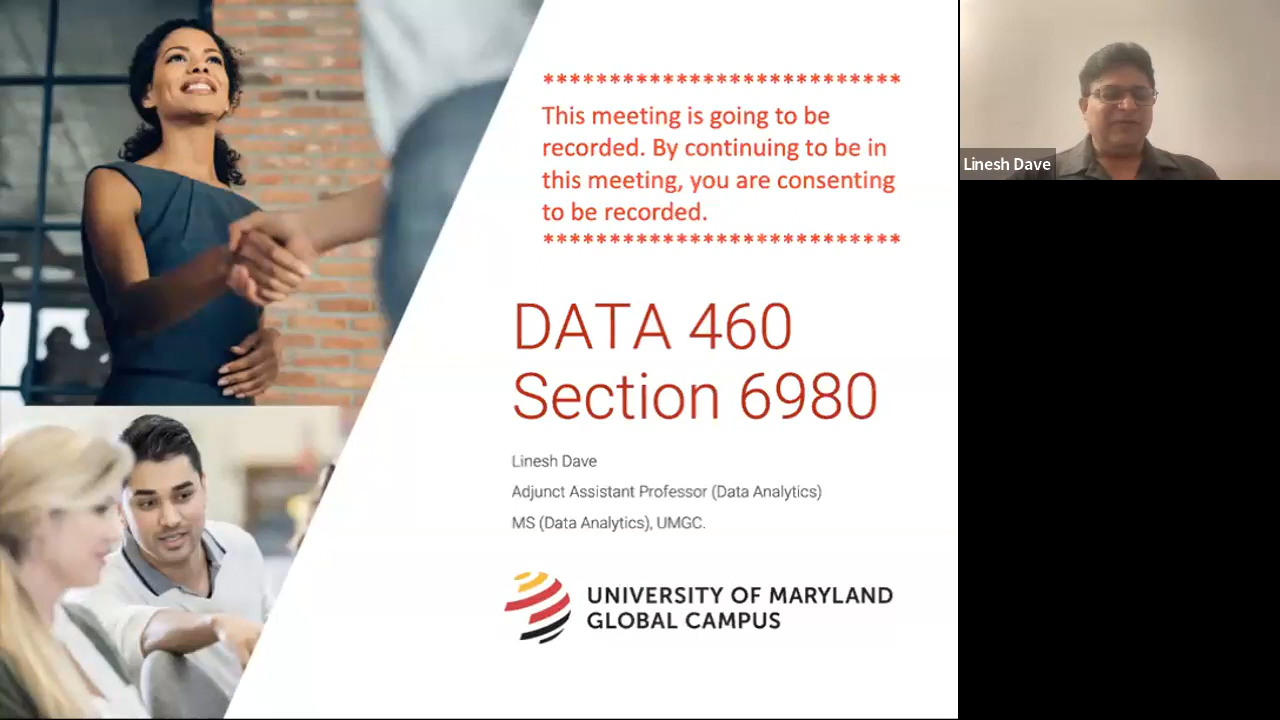 ***************************
This meeting is going to be
recorded. By continuing to be in
this meeting, you are consenting
to be recorded.
***************************
DATA 460
Section 6980
Linesh Dave
Adjunct Assistant Professor (Data Analytics)
MS (Data Analytics), UMGC.
UNIVERSITY OF MARYLAND
GLOBAL CAMPUS
Linesh Dave